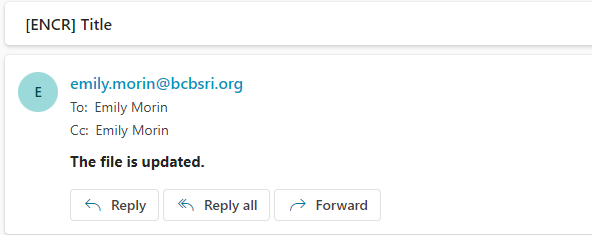 [ENCR] Title
E
emily.morin@bcbsri.org
To: Emily Morin
Cc: Emily Morin
The file is updated.
Reply Reply all Forward